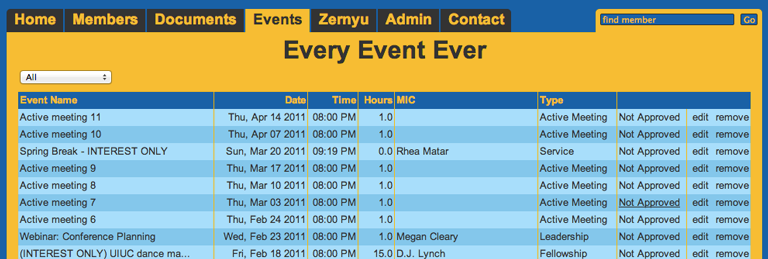 Home Members Documents Events Zernyu Admin Contact find member Go
Every Event Ever
All
Event Name Date Time Hours MIC Type
Active meeting 11 Thu, Apr 14 2011 08:00 PM 1.0 Active Meeting Not Approved edit remove
Active meeting 10 Thu, Apr 07 2011 08:00 PM 1.0 Active Meeting Not Approved edit remove
Spring Break - INTEREST ONLY Sun, Mar 20 2011 09:19 PM 0.0 Rhea Matar Service Not Approved edit remove
Active meeting 9 Thu, Mar 17 2011 08:00 PM 1.0 Active Meeting Not Approved edit remove
Active meeting 8 Thu, Mar 10 2011 08:00 PM 1.0 Active Meeting Not Approved edit remove
Active meeting 7 Thu, Mar 03 2011 08:00 PM 1.0 Active Meeting Not Approved edit remove
Active meeting 6 Thu, Feb 24 2011 08:00 PM 1.0 Active Meeting Not Approved edit remove
Webinar: Conference Planning Wed, Feb 23 2011 08:00 PM 1.0 Megan Cleary Leadership Not Approved edit remove
(INTEREST ONLY) UIUC dance ma... Fri, Feb 18 2011 08:00 PM 15.0 D.J. Lynch Fellowship Not Approved edit remove